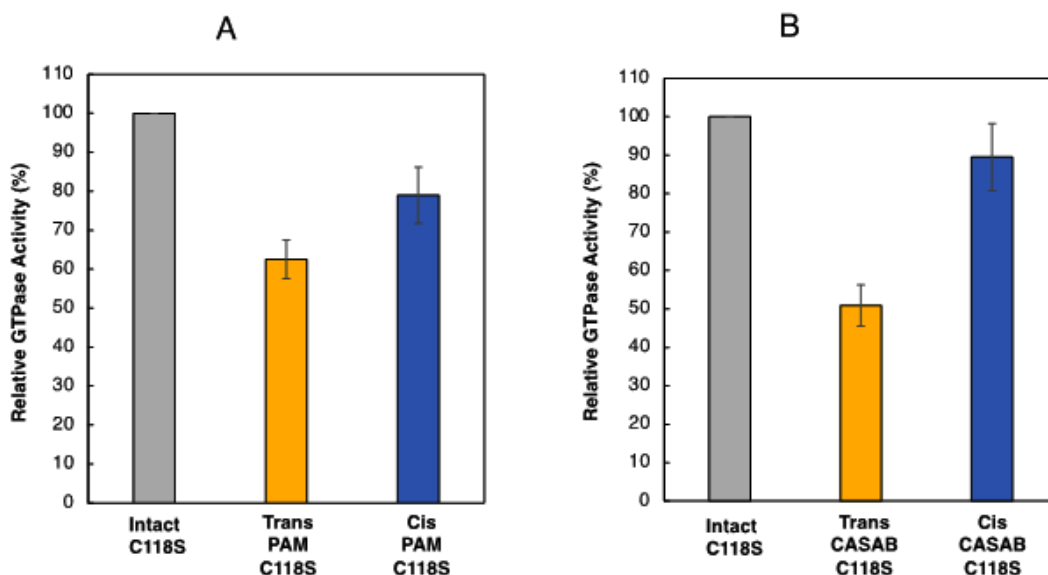 A
Relative GTPase Activity (%)
110
100
90
80
70
60
50
40
30
20
10
0
Intact
C118S
Trans
PAM
C118S
Cis
PAM
C118S
B
Relative GTPase Activity (%)
110
100
90
80
70
60
50
40
30
20
10
0
Intact
C118S
Trans
CASAB
C118S
Cis
CASAB
C118S